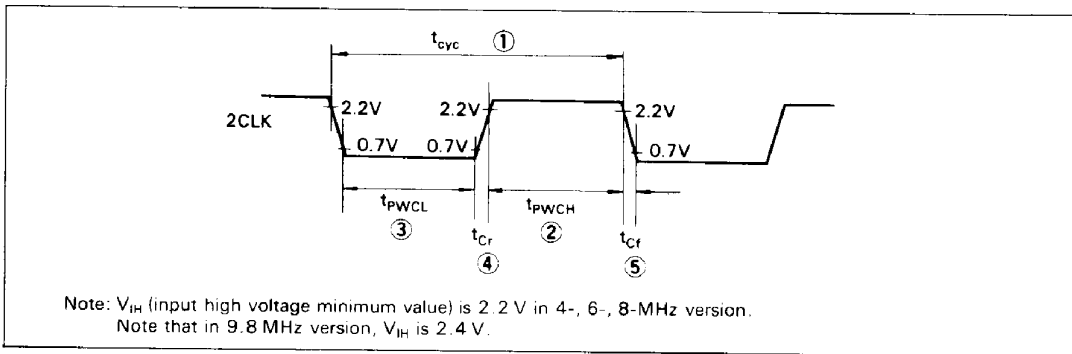 t_cyc ①
2.2V 2.2V 2.2V
2CLK
0.7V 0.7V 0.7V
t_PWCL t_PWCH
③ ②
t_Cr t_Cf
④ ⑤
Note: V_IH (input high voltage minimum value) is 2.2 V in 4-, 6-, 8-MHz version.
Note that in 9.8 MHz version, V_IH is 2.4 V.